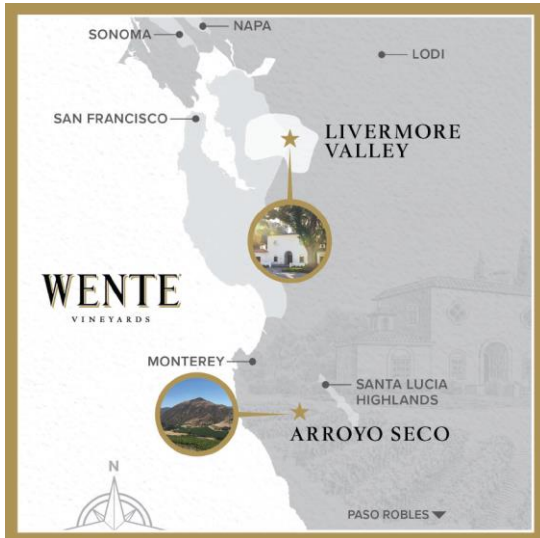 NAPA
SONOMA
LODI
SAN FRANCISCO
LIVERMORE
VALLEY
WENTE
VINEYARDS
MONTEREY
SANTA LUCIA
HIGHLANDS
ARROYO SECO
N
PASO ROBLES